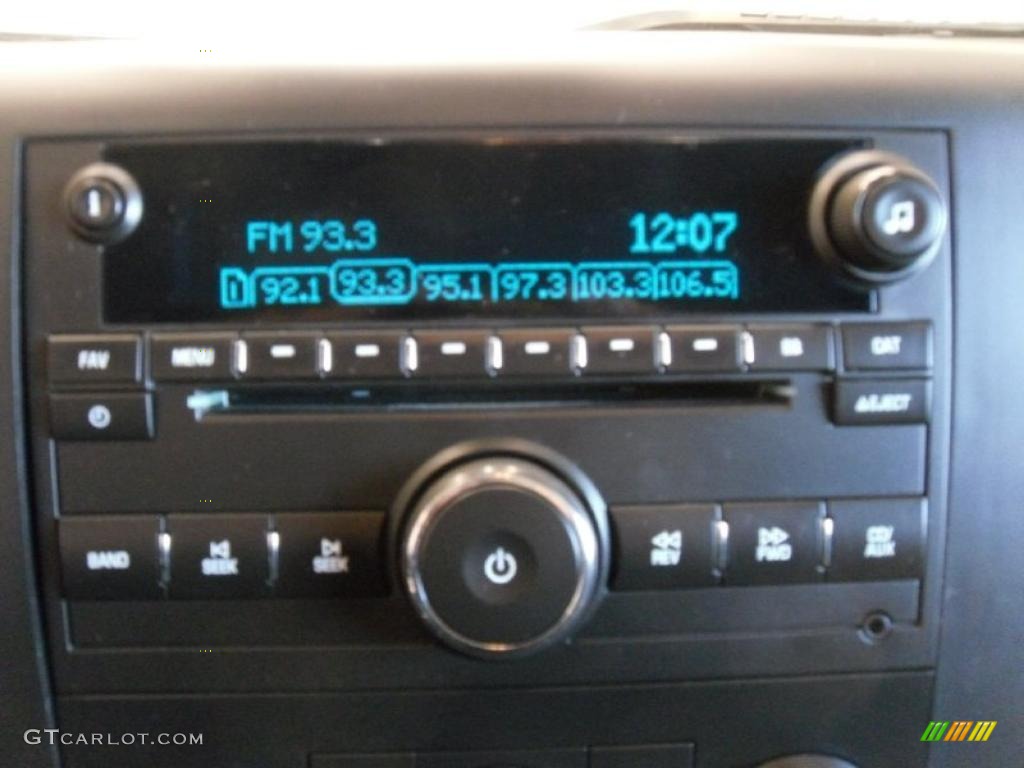 FM 93.3 12:07
1 92.1 93.3 95.1 97.3 103.3 106.5
FAV MENU CAT
EJECT
BAND SEEK SEEK REV FWD CD/
AUX
GTCARLOT.COM